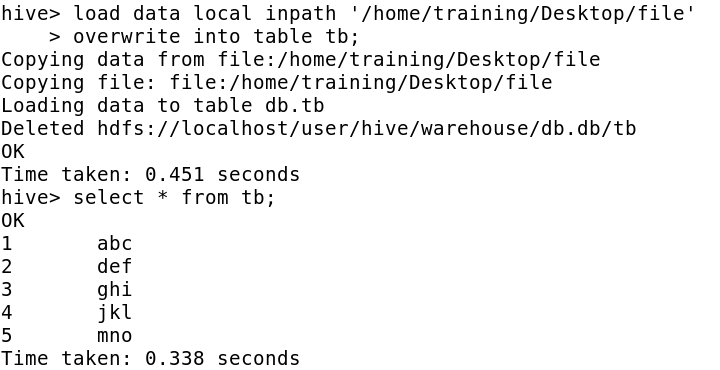 hive> load data local inpath '/home/training/Desktop/file'
    > overwrite into table tb;
Copying data from file:/home/training/Desktop/file
Copying file: file:/home/training/Desktop/file
Loading data to table db.tb
Deleted hdfs://localhost/user/hive/warehouse/db.db/tb
OK
Time taken: 0.451 seconds
hive> select * from tb;
OK
1       abc
2       def
3       ghi
4       jkl
5       mno
Time taken: 0.338 seconds